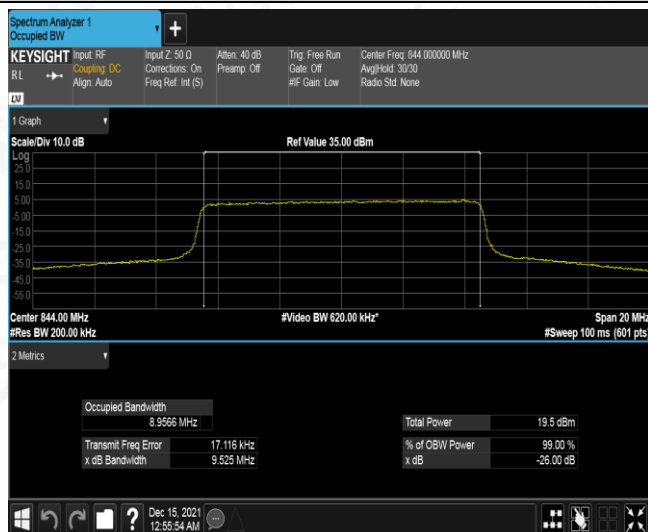 Spectrum Analyzer 1
Occupied BW
+
KEYSIGHT Input: RF Input Z: 50 Ω Atten: 40 dB Trig: Free Run Center Freq: 844.000000 MHz
R L Coupling: DC Corrections: On Preamp: Off Gate: Off Avg|Hold: 30/30
Align: Auto Freq Ref: Int (S) #IF Gain: Low Radio Std: None
LXI
1 Graph
Scale/Div 10.0 dB Ref Value 35.00 dBm
Log
25.0
15.0
5.00
-5.00
-15.0
-25.0
-35.0
-45.0
-55.0
Center 844.00 MHz #Video BW 620.00 kHz* Span 20 MHz
#Res BW 200.00 kHz #Sweep 100 ms (601 pts)
2 Metrics
Occupied Bandwidth
8.9566 MHz Total Power 19.5 dBm
Transmit Freq Error 17.116 kHz % of OBW Power 99.00 %
x dB Bandwidth 9.525 MHz x dB -26.00 dB
? Dec 15, 2021
12:55:54 AM